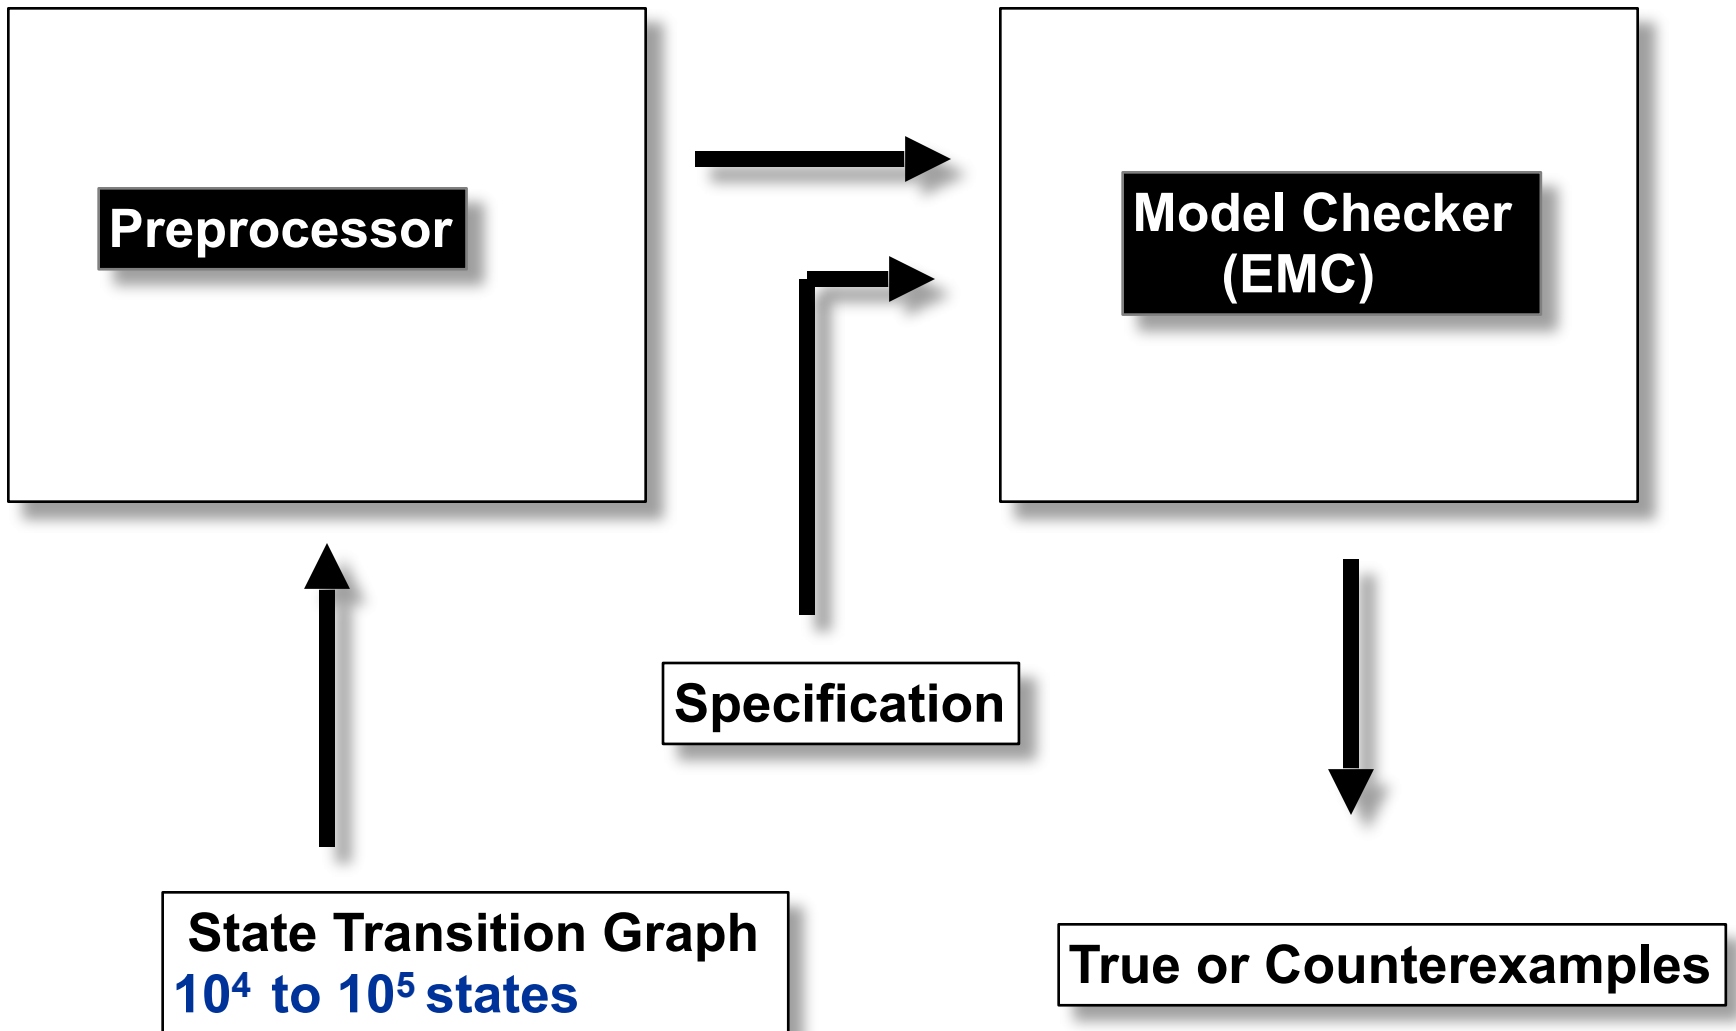 Preprocessor
Model Checker
(EMC)
Specification
State Transition Graph
10⁴ to 10⁵ states
True or Counterexamples